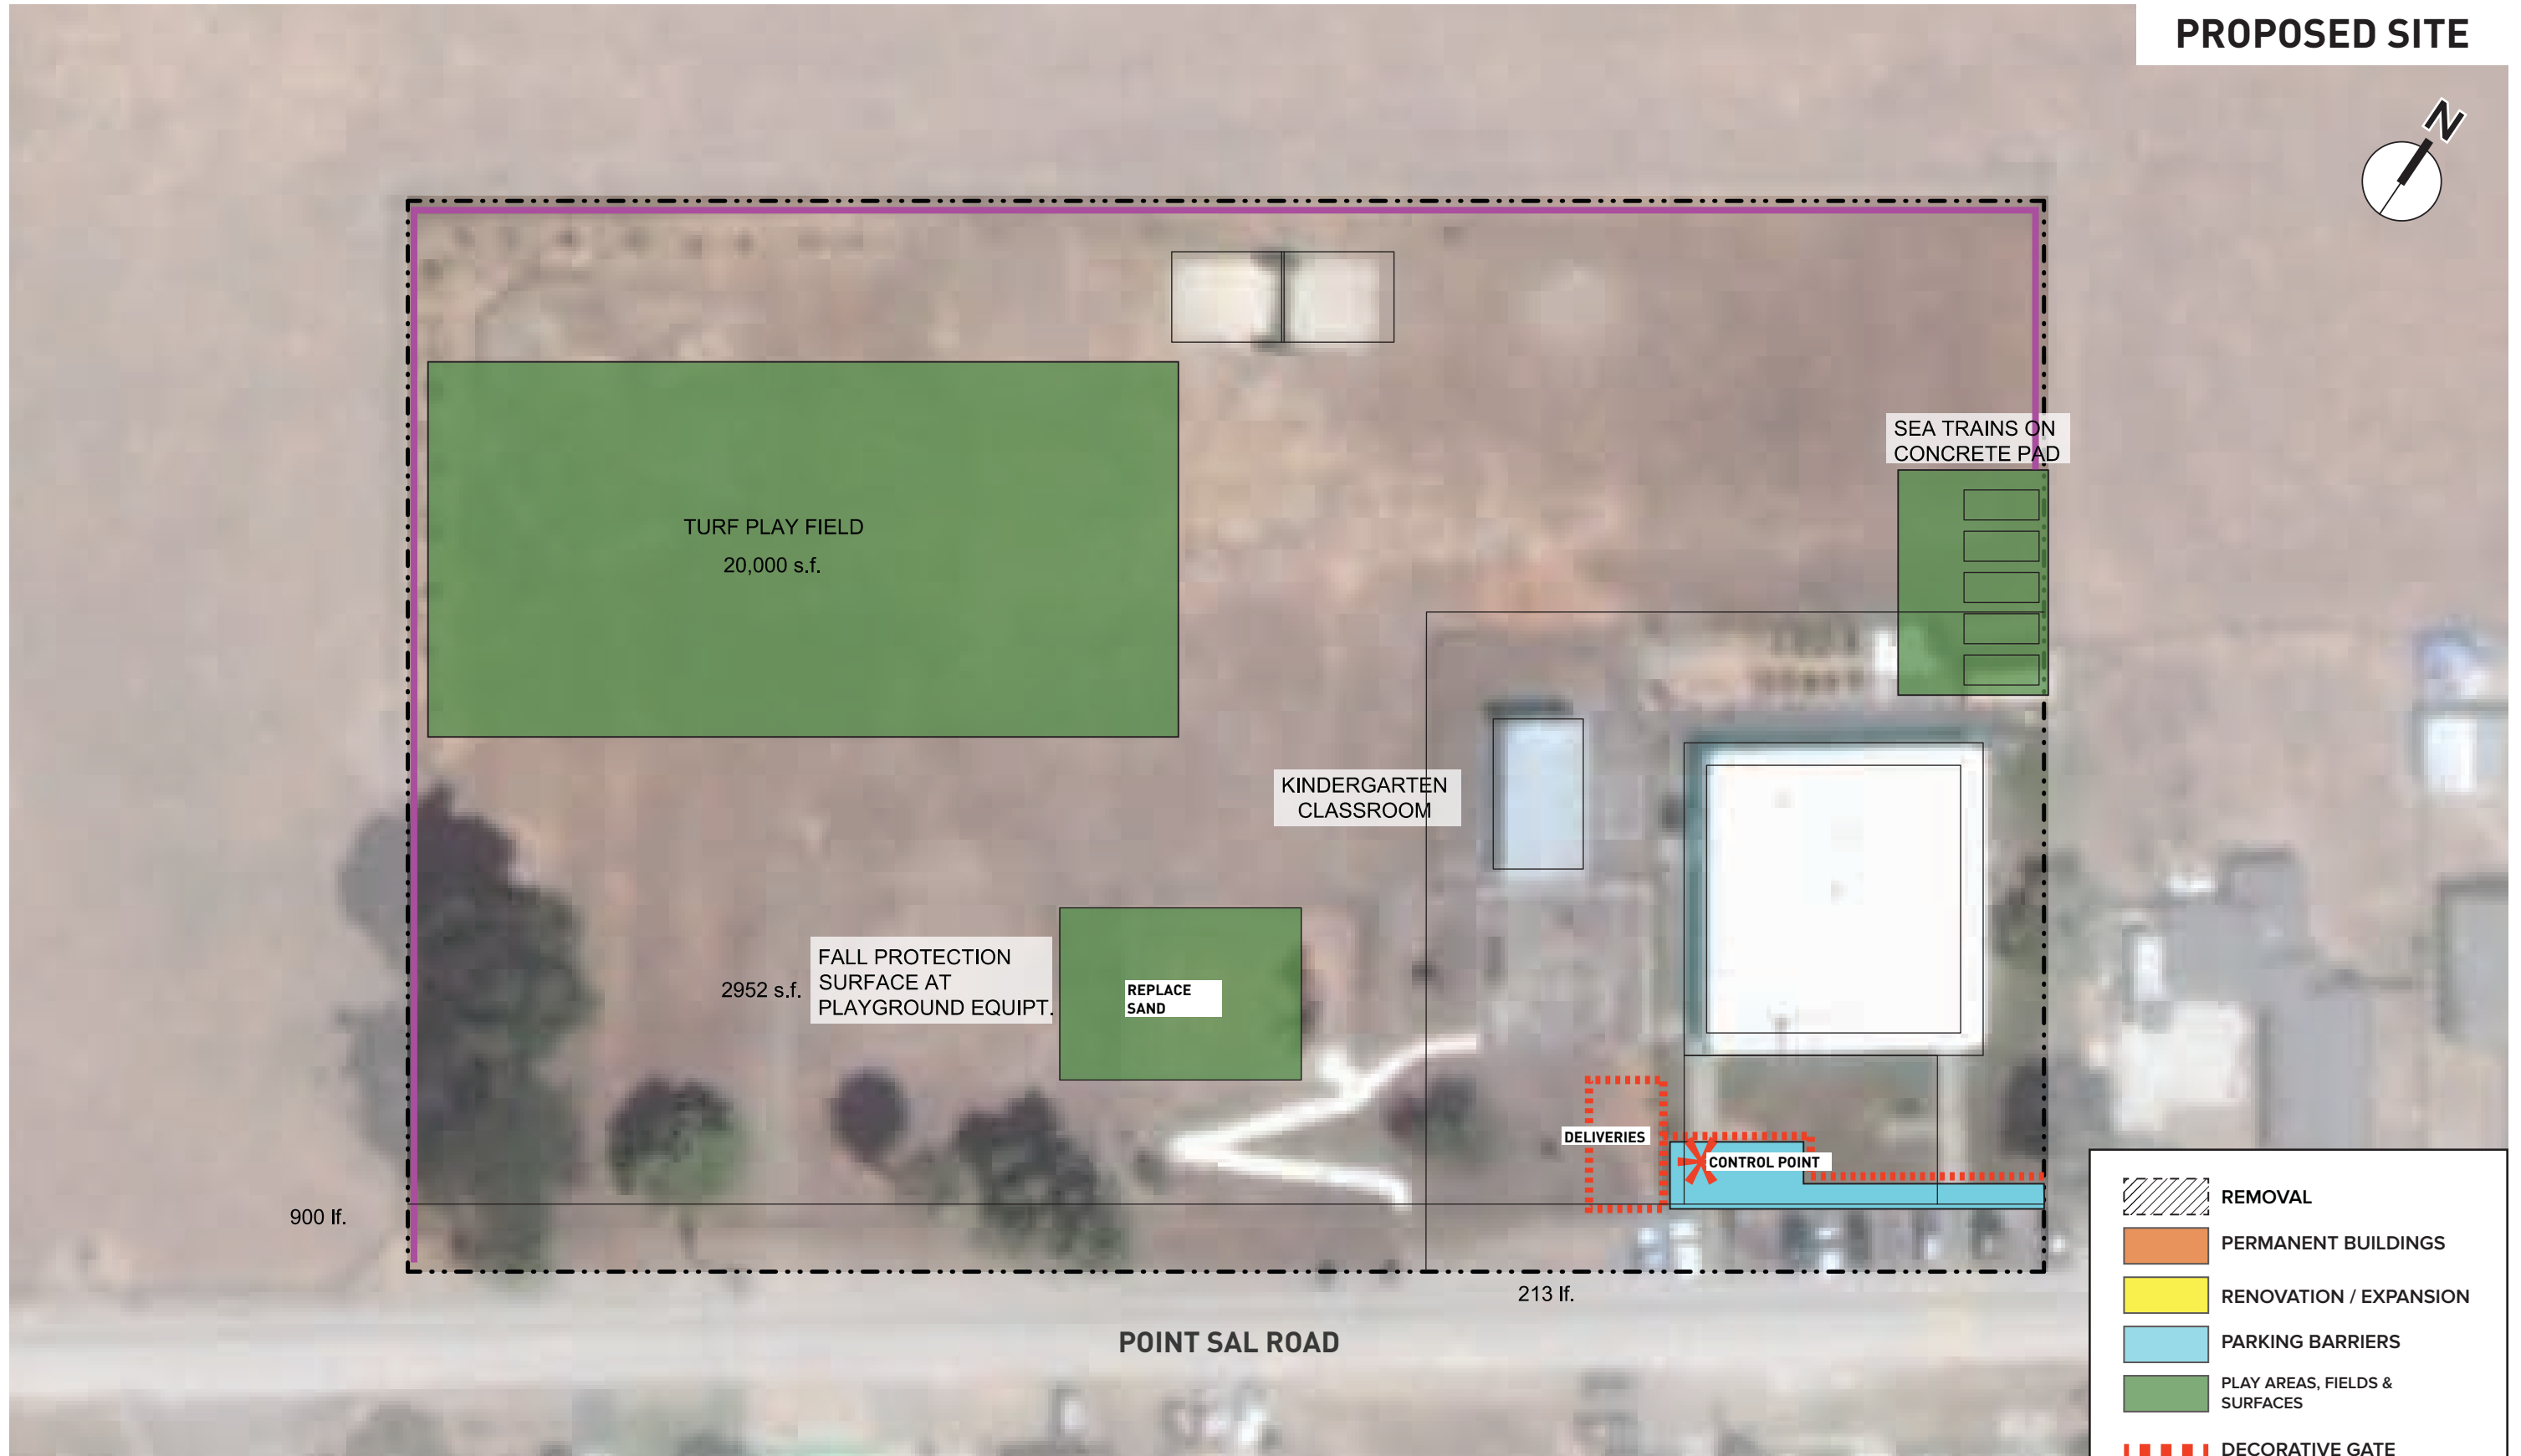 PROPOSED SITE
N
SEA TRAINS ON
CONCRETE PAD
TURF PLAY FIELD
20,000 s.f.
KINDERGARTEN
CLASSROOM
FALL PROTECTION
SURFACE AT
PLAYGROUND EQUIPT.
2952 s.f.
REPLACE
SAND
DELIVERIES
CONTROL POINT
900 lf.
213 lf.
POINT SAL ROAD
REMOVAL
PERMANENT BUILDINGS
RENOVATION / EXPANSION
PARKING BARRIERS
PLAY AREAS, FIELDS &
SURFACES
DECORATIVE GATE